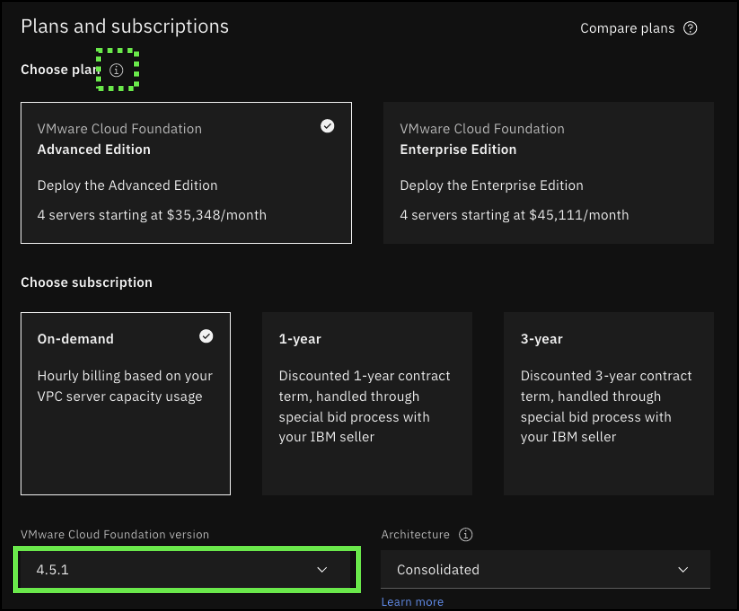 Plans and subscriptions
Compare plans
Choose plan
VMware Cloud Foundation
Advanced Edition
Deploy the Advanced Edition
4 servers starting at $35,348/month
VMware Cloud Foundation
Enterprise Edition
Deploy the Enterprise Edition
4 servers starting at $45,111/month
Choose subscription
On-demand
Hourly billing based on your
VPC server capacity usage
1-year
Discounted 1-year contract
term, handled through
special bid process with
your IBM seller
3-year
Discounted 3-year contract
term, handled through
special bid process with
your IBM seller
VMware Cloud Foundation version
4.5.1
Architecture
Consolidated
Learn more